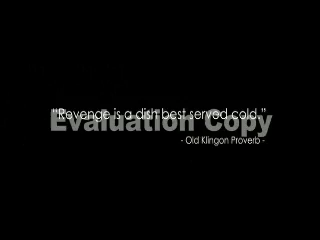 "Revenge is a dish best served cold."
Evaluation Copy
- Old Klingon Proverb -